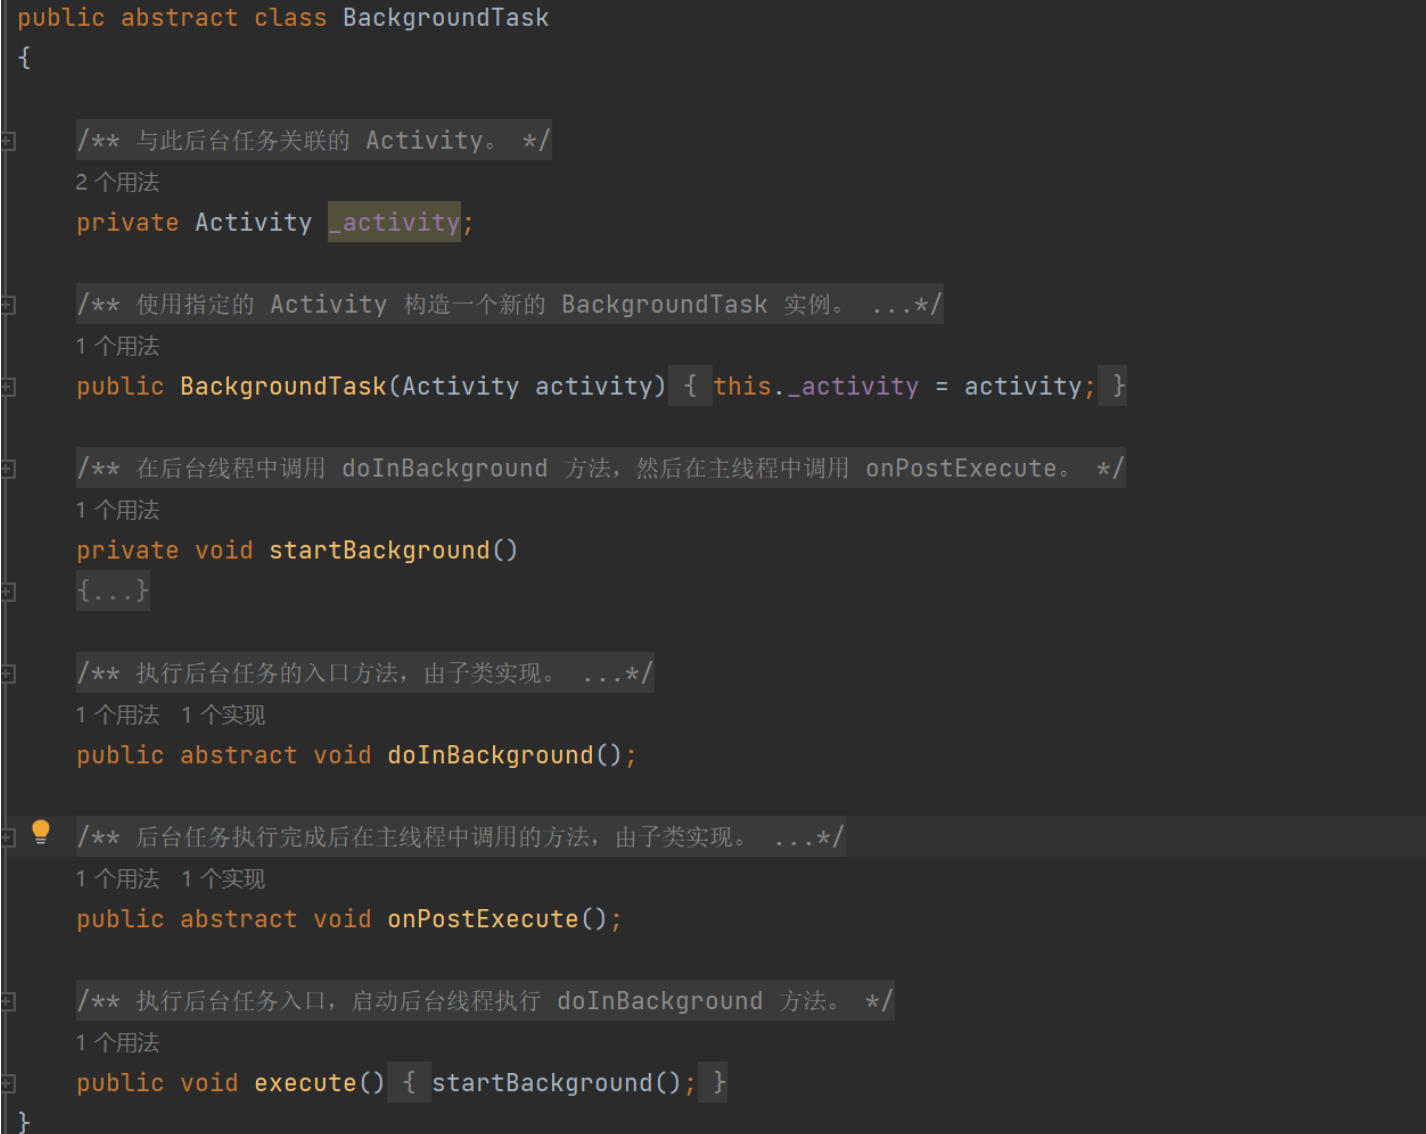 public abstract class BackgroundTask
{
/** 与此后台任务关联的 Activity。 */
2 个用法
private Activity _activity;
/** 使用指定的 Activity 构造一个新的 BackgroundTask 实例。 ...*/
1 个用法
public BackgroundTask(Activity activity) { this._activity = activity; }
/** 在后台线程中调用 doInBackground 方法，然后在主线程中调用 onPostExecute。 */
1 个用法
private void startBackground()
{...}
/** 执行后台任务的入口方法，由子类实现。 ...*/
1 个用法 1 个实现
public abstract void doInBackground();
/** 后台任务执行完成后在主线程中调用的方法，由子类实现。 ...*/
1 个用法 1 个实现
public abstract void onPostExecute();
/** 执行后台任务入口，启动后台线程执行 doInBackground 方法。 */
1 个用法
public void execute() { startBackground(); }
}